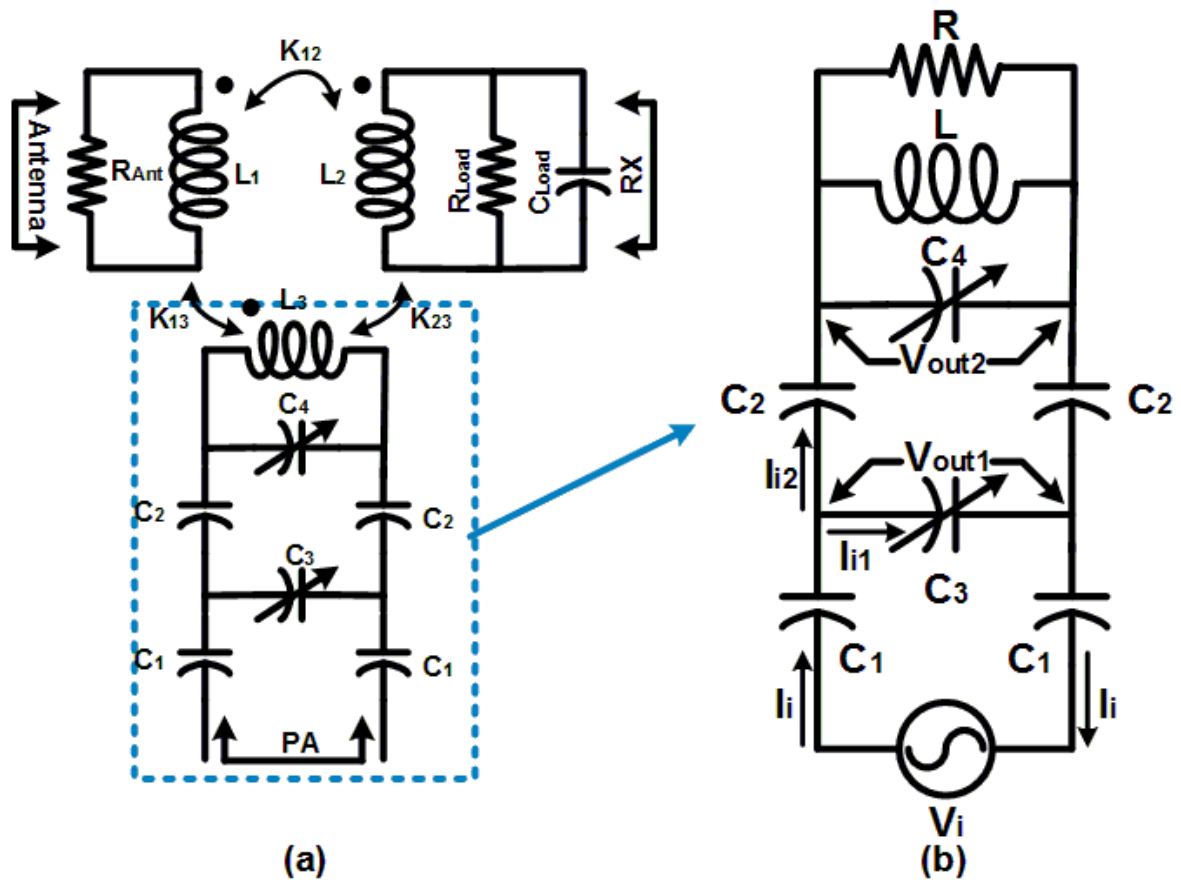 K12
Antenna
RAnt
L1
L2
RLoad
CLoad
RX
K13
L3
K23
C4
C2
C2
C3
C1
C1
PA
(a)
R
L
C4
Vout2
C2
C2
Ii2
Vout1
Ii1
C3
C1
C1
Ii
Ii
Vi
(b)